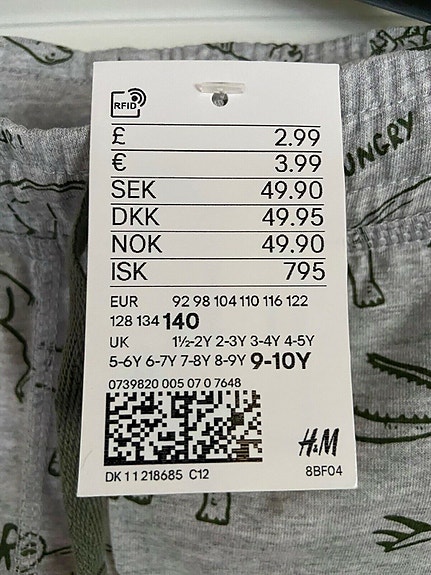 RFID
£ 2.99
€ 3.99
SEK 49.90
DKK 49.95
NOK 49.90
ISK 795
EUR 92 98 104 110 116 122
128 134 140
UK 1½-2Y 2-3Y 3-4Y 4-5Y
5-6Y 6-7Y 7-8Y 8-9Y 9-10Y
0739820 005 07 0 7648
H&M
DK 1 1 218685 C12 8BF04
UNGRY